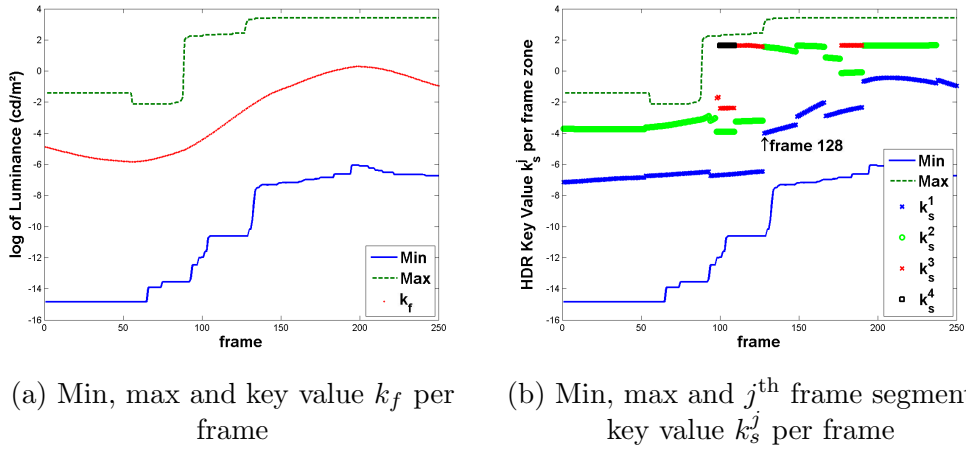 4
2
0
-2
-4
-6
-8
-10
-12
-14
-16
0 50 100 150 200 250
log of Luminance (cd/m²)
frame
Min
Max
k_f
4
2
0
-2
-4
-6
-8
-10
-12
-14
-16
0 50 100 150 200 250
HDR Key Value k_s^j per frame zone
frame
↑frame 128
Min
Max
k_s^1
k_s^2
k_s^3
k_s^4
(a) Min, max and key value k_f per
frame
(b) Min, max and j^th frame segmen
key value k_s^j per frame